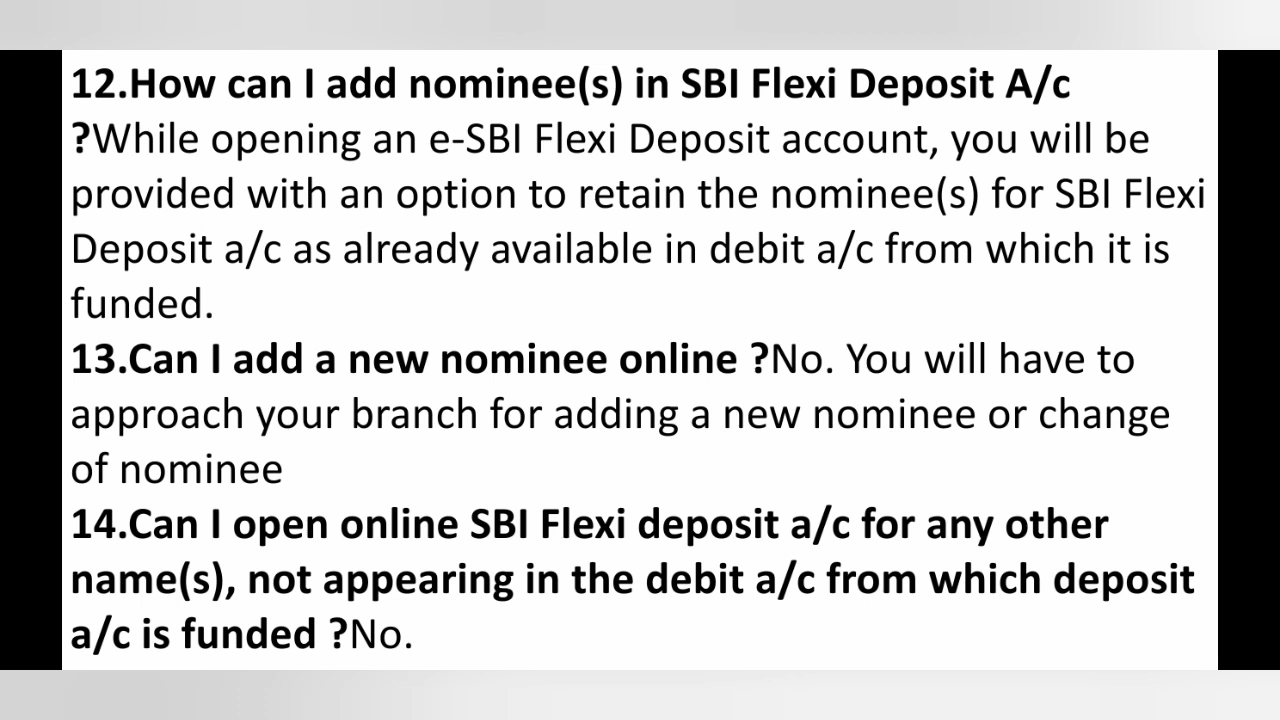 12.How can I add nominee(s) in SBI Flexi Deposit A/c
?While opening an e-SBI Flexi Deposit account, you will be
provided with an option to retain the nominee(s) for SBI Flexi
Deposit a/c as already available in debit a/c from which it is
funded.
13.Can I add a new nominee online ?No. You will have to
approach your branch for adding a new nominee or change
of nominee
14.Can I open online SBI Flexi deposit a/c for any other
name(s), not appearing in the debit a/c from which deposit
a/c is funded ?No.